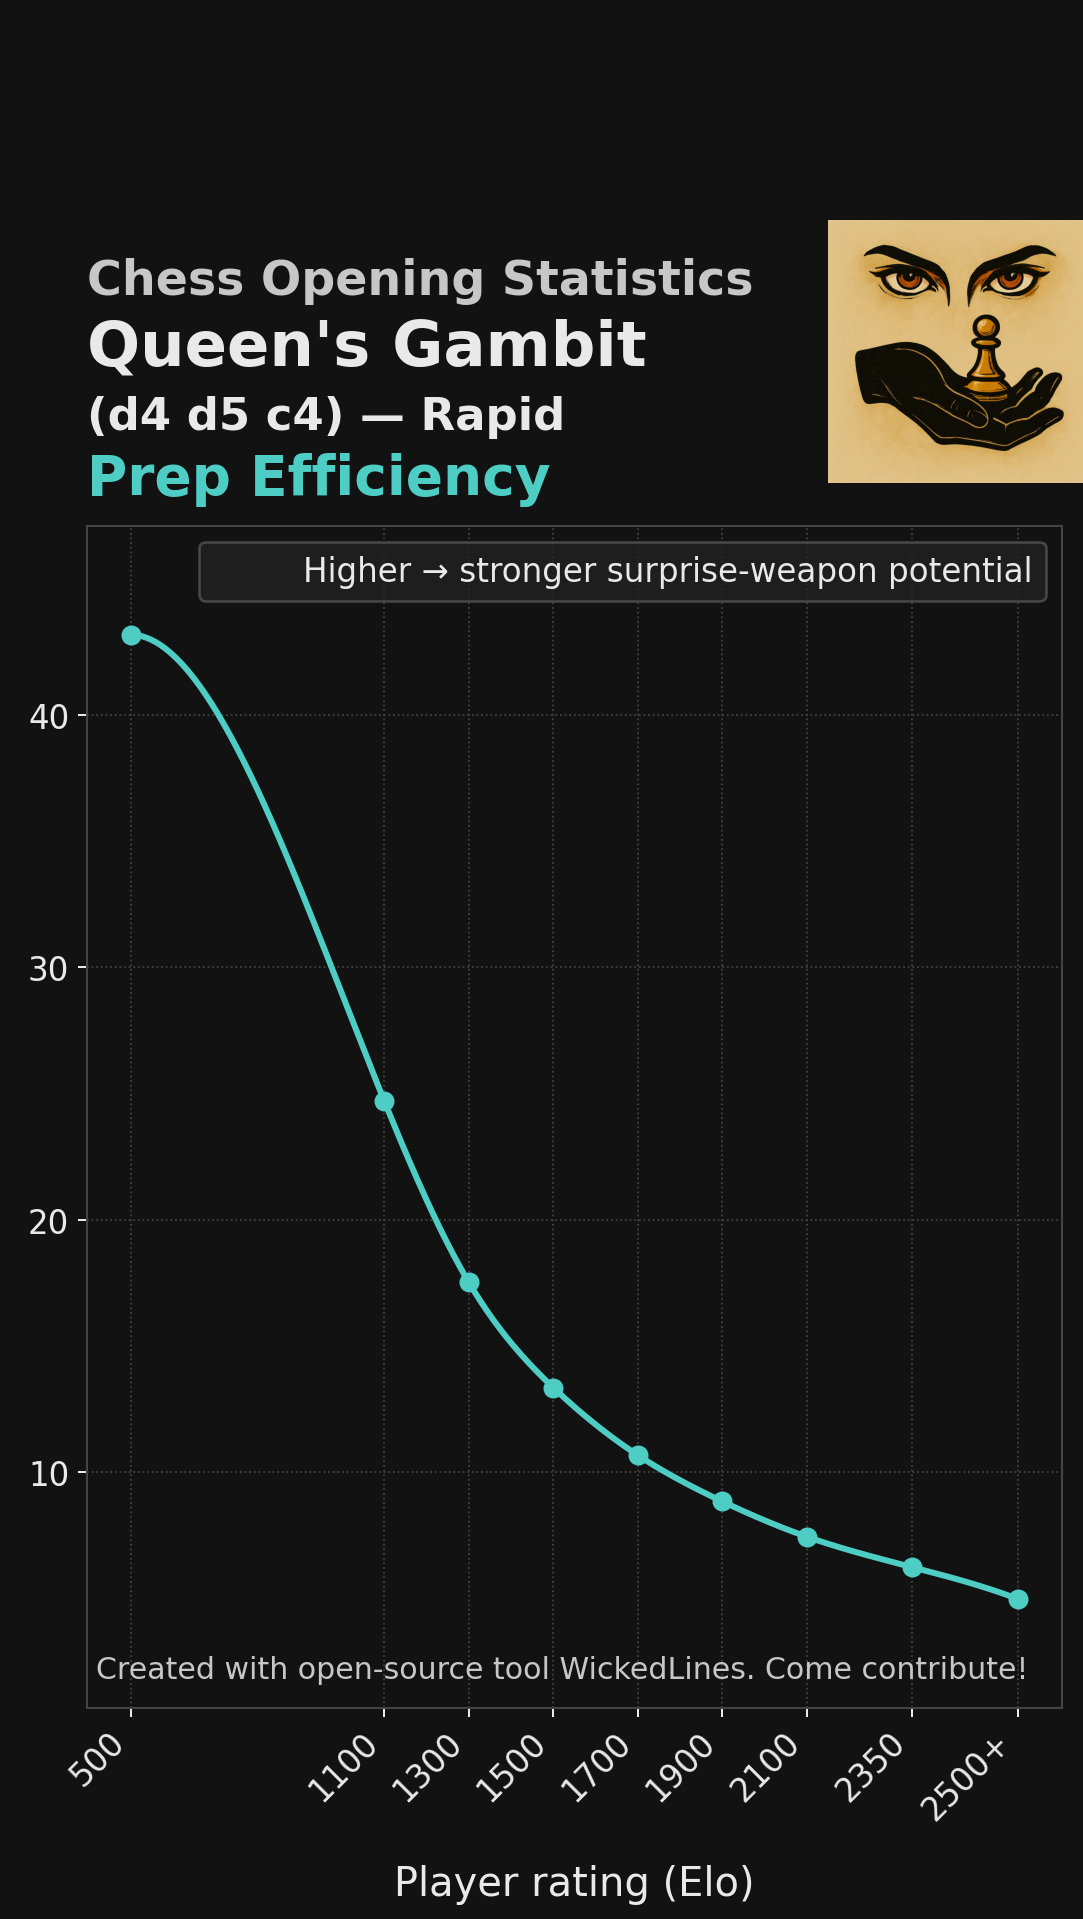 Chess Opening Statistics
Queen's Gambit
(d4 d5 c4) — Rapid
Prep Efficiency
Higher → stronger surprise-weapon potential
40
30
20
10
Created with open-source tool WickedLines. Come contribute!
500
1100
1300
1500
1700
1900
2100
2350
2500+
Player rating (Elo)